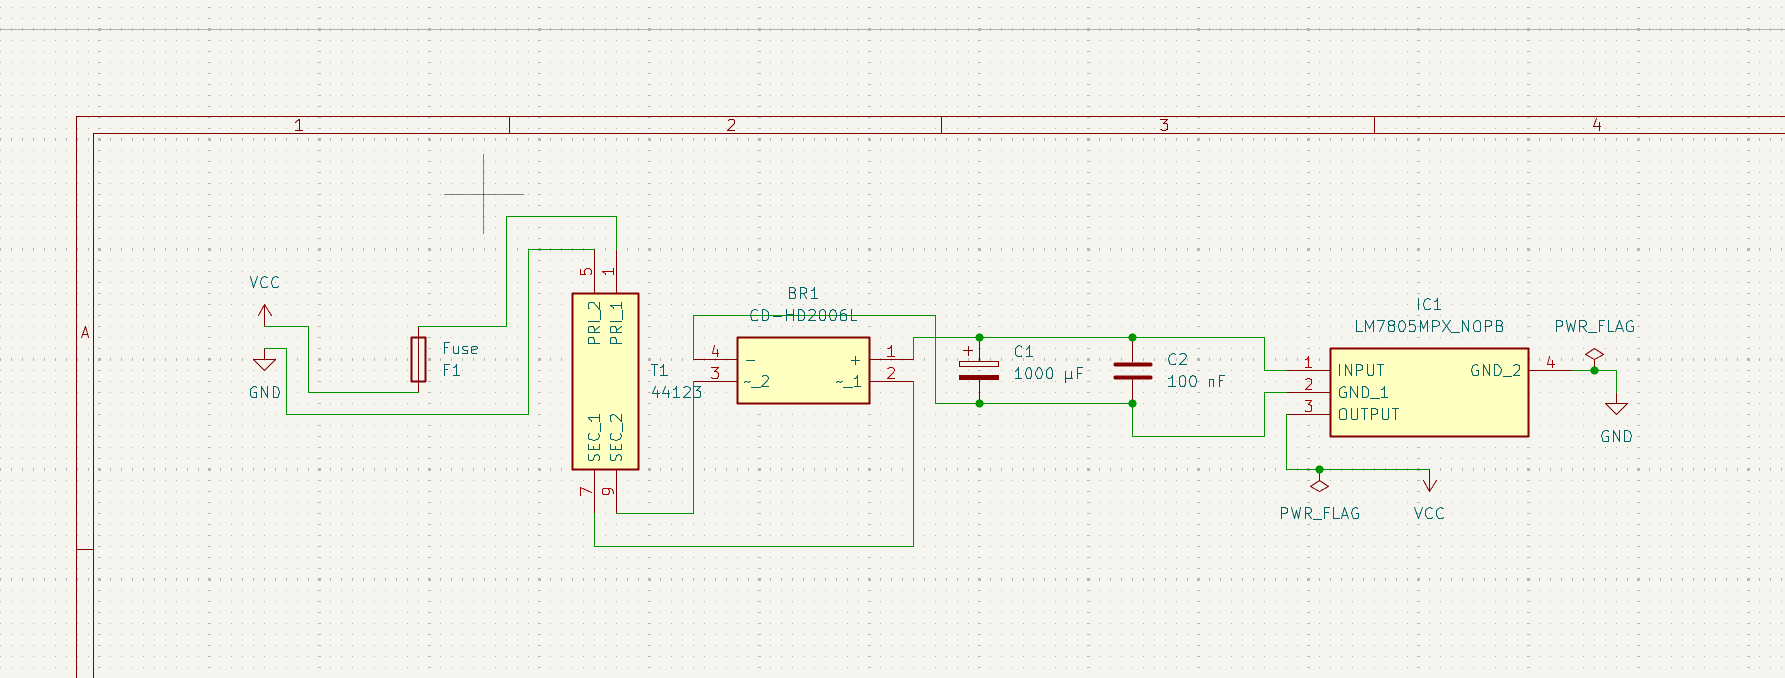 1
2
3
4
A
VCC
GND
Fuse
F1
5
1
PRI_2
PRI_1
T1
44123
SEC_1
SEC_2
7
9
BR1
CD-HD2006L
4
-
+
1
3
~_2
~_1
2
+
C1
1000 µF
C2
100 nF
IC1
LM7805MPX_NOPB
1
INPUT
GND_2
4
2
GND_1
3
OUTPUT
PWR_FLAG
GND
PWR_FLAG
VCC